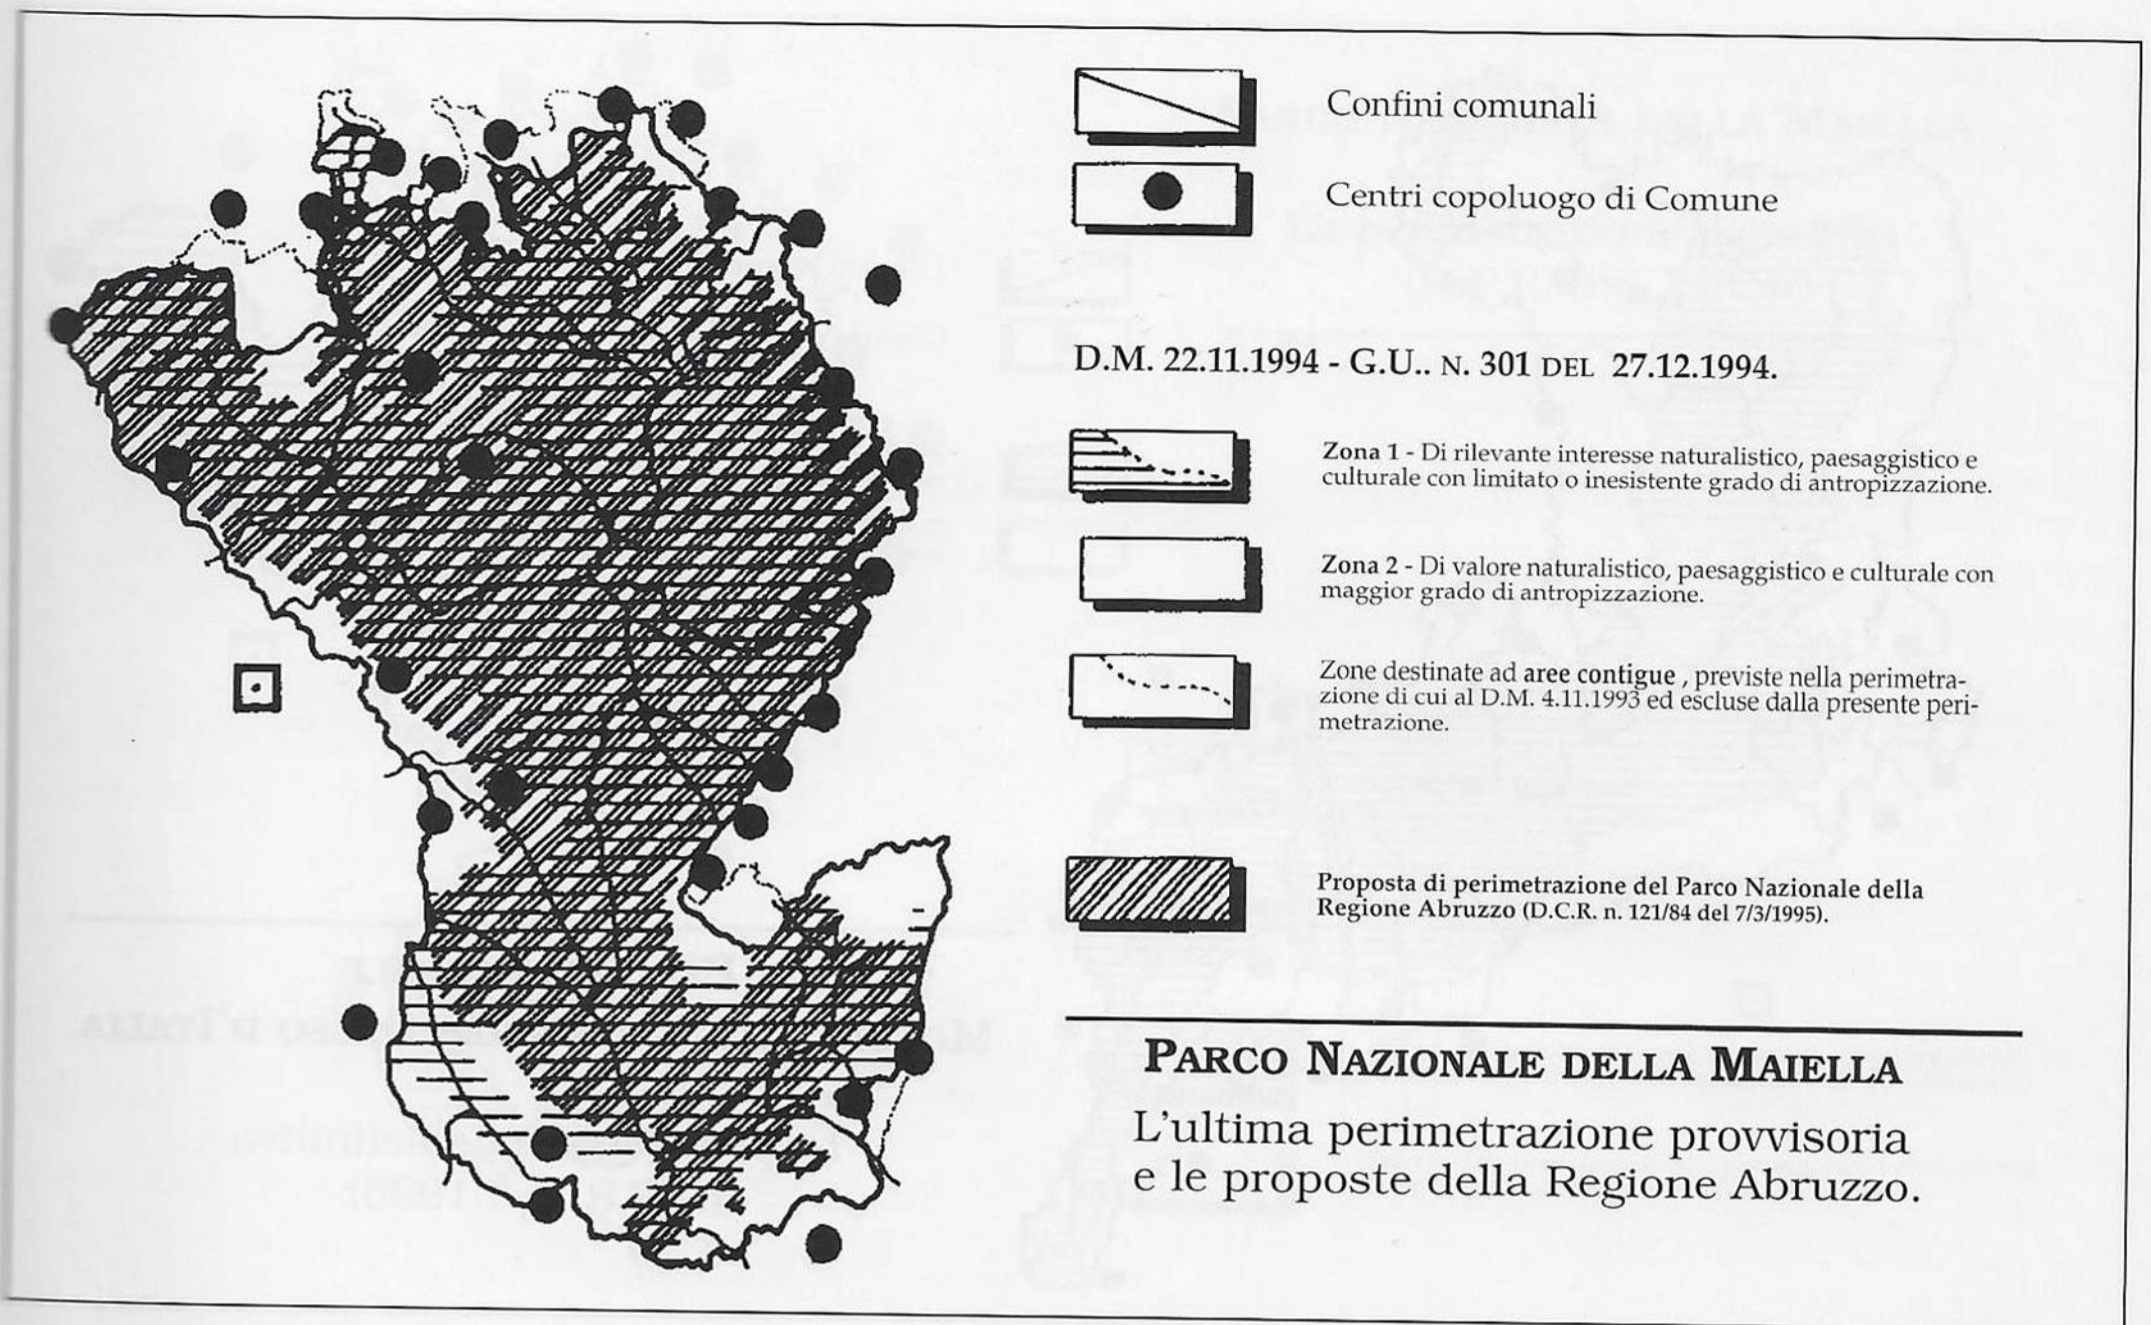 Confini comunali
Centri copoluogo di Comune
D.M. 22.11.1994 - G.U.. N. 301 DEL 27.12.1994.
Zona 1 - Di rilevante interesse naturalistico, paesaggistico e
culturale con limitato o inesistente grado di antropizzazione.
Zona 2 - Di valore naturalistico, paesaggistico e culturale con
maggior grado di antropizzazione.
Zone destinate ad aree contigue , previste nella perimetra-
zione di cui al D.M. 4.11.1993 ed escluse dalla presente peri-
metrazione.
Proposta di perimetrazione del Parco Nazionale della
Regione Abruzzo (D.C.R. n. 121/84 del 7/3/1995).
PARCO NAZIONALE DELLA MAIELLA
L'ultima perimetrazione provvisoria
e le proposte della Regione Abruzzo.